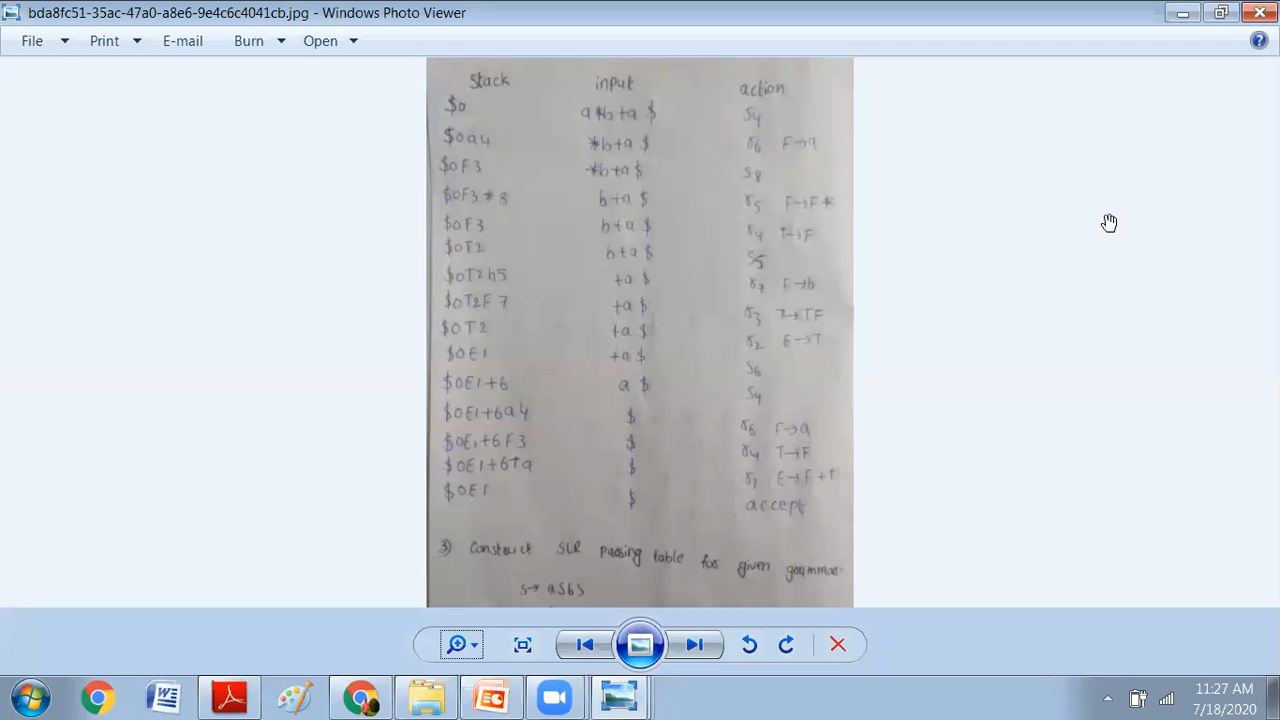 bda8fc51-35ac-47a0-a8e6-9e4c6c4041cb.jpg - Windows Photo Viewer
File Print E-mail Burn Open
Stack input action
$0 a*b+a $ s4
$0a4 *b+a $ r6 F→a
$0F3 *b+a $ s8
$0F3*8 b+a $ r5 F→F*
$0F3 b+a $ r4 T→F
$0T2 b+a $ s5
$0T2b5 +a $ r7 F→b
$0T2F7 +a $ r3 T→TF
$0T2 +a $ r2 E→T
$0E1 +a $ s6
$0E1+6 a $ s4
$0E1+6a4 $ r6 F→a
$0E1+6F3 $ r4 T→F
$0E1+6Ta $ r1 E→E+T
$0E1 $ accept
3) Construct SLR parsing table for given grammar.
S→ aSbS
11:27 AM
7/18/2020